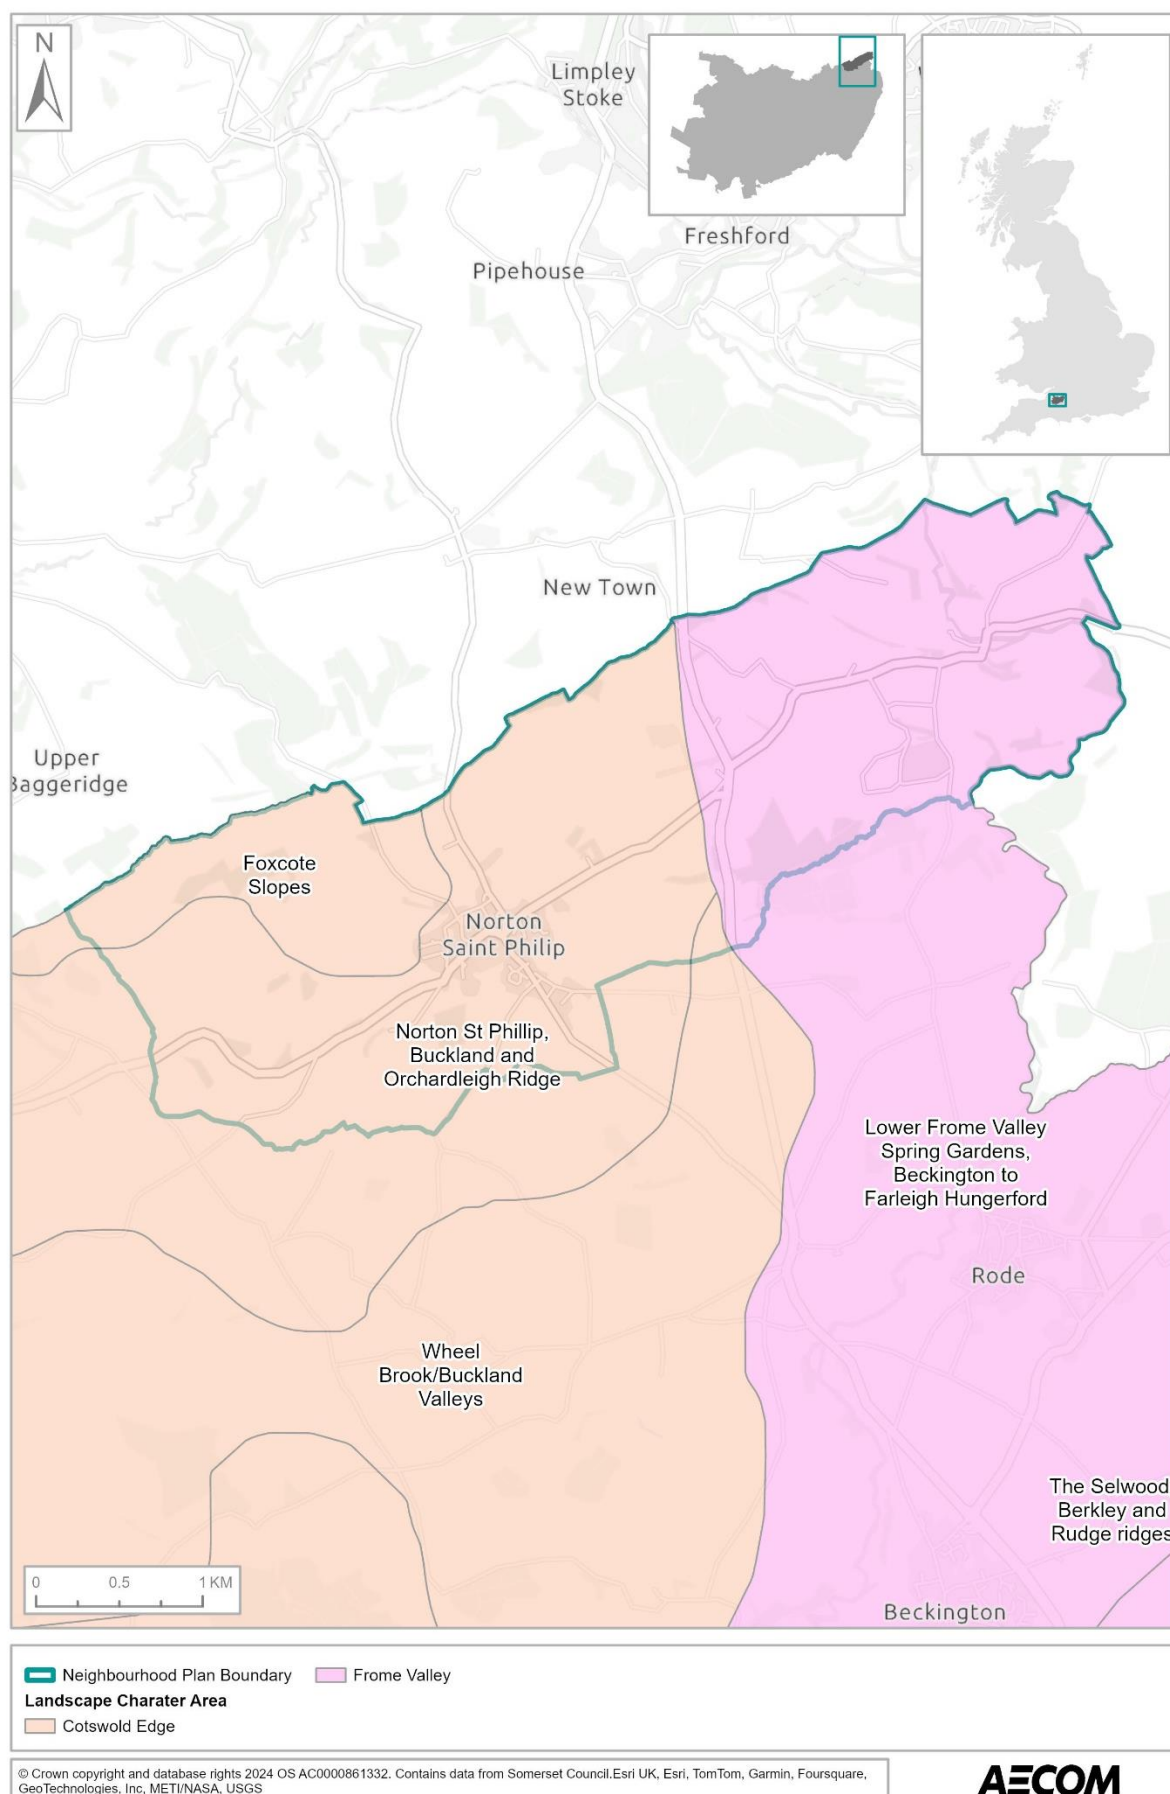 N
Limpley
Stoke
Freshford
Pipehouse
New Town
Upper
Baggeridge
Foxcote
Slopes
Norton
Saint Philip
Norton St Phillip,
Buckland and
Orchardleigh Ridge
Lower Frome Valley
Spring Gardens,
Beckington to
Farleigh Hungerford
Rode
Wheel
Brook/Buckland
Valleys
The Selwood
Berkley and
Rudge ridges
0 0.5 1 KM
Beckington
Neighbourhood Plan Boundary Frome Valley
Landscape Charater Area
Cotswold Edge
© Crown copyright and database rights 2024 OS AC0000861332. Contains data from Somerset Council.Esri UK, Esri, TomTom, Garmin, Foursquare,
GeoTechnologies, Inc, METI/NASA, USGS
AECOM